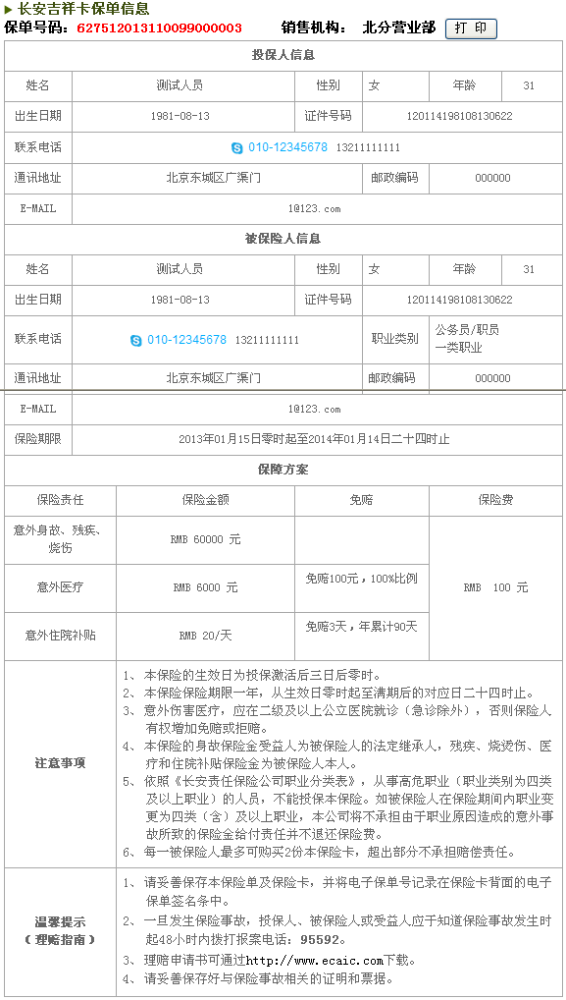 长安吉祥卡保单信息
保单号码：627512013110099000003 销售机构： 北分营业部 打 印
投保人信息
姓名 测试人员 性别 女 年龄 31
出生日期 1981-08-13 证件号码 120114198108130622
联系电话 010-12345678 13211111111
通讯地址 北京东城区广渠门 邮政编码 000000
E-MAIL 1@123.com
被保险人信息
姓名 测试人员 性别 女 年龄 31
出生日期 1981-08-13 证件号码 120114198108130622
联系电话 010-12345678 13211111111 职业类别 公务员/职员
一类职业
通讯地址 北京东城区广渠门 邮政编码 000000
E-MAIL 1@123.com
保险期限 2013年01月15日零时起至2014年01月14日二十四时止
保障方案
保险责任 保险金额 免赔 保险费
意外身故、残疾、
烧伤 RMB 60000 元
意外医疗 RMB 6000 元 免赔100元，100%比例 RMB 100 元
意外住院补贴 RMB 20/天 免赔3天，年累计90天
注意事项
1、 本保险的生效日为投保激活后三日后零时。
2、 本保险保险期限一年，从生效日零时起至满期后的对应日二十四时止。
3、 意外伤害医疗，应在二级及以上公立医院就诊（急诊除外），否则保险人
有权增加免赔或拒赔。
4、 本保险的身故保险金受益人为被保险人的法定继承人，残疾、烧烫伤、医
疗和住院补贴保险金为被保险人本人。
5、 依照《长安责任保险公司职业分类表》，从事高危职业（职业类别为四类
及以上职业）的人员，不能投保本保险。如被保险人在保险期间内职业变
更为四类（含）及以上职业，本公司将不承担由于职业原因造成的意外事
故所致的保险金给付责任并不退还保险费。
6、 每一被保险人最多可购买2份本保险卡，超出部分不承担赔偿责任。
温馨提示
（理赔指南）
1、 请妥善保存本保险单及保险卡，并将电子保单号记录在保险卡背面的电子
保单签名条中。
2、 一旦发生保险事故，投保人、被保险人或受益人应于知道保险事故发生时
起48小时内拨打报案电话：95592。
3、 理赔申请书可通过http://www.ecaic.com下载。
4、 请妥善保存好与保险事故相关的证明和票据。